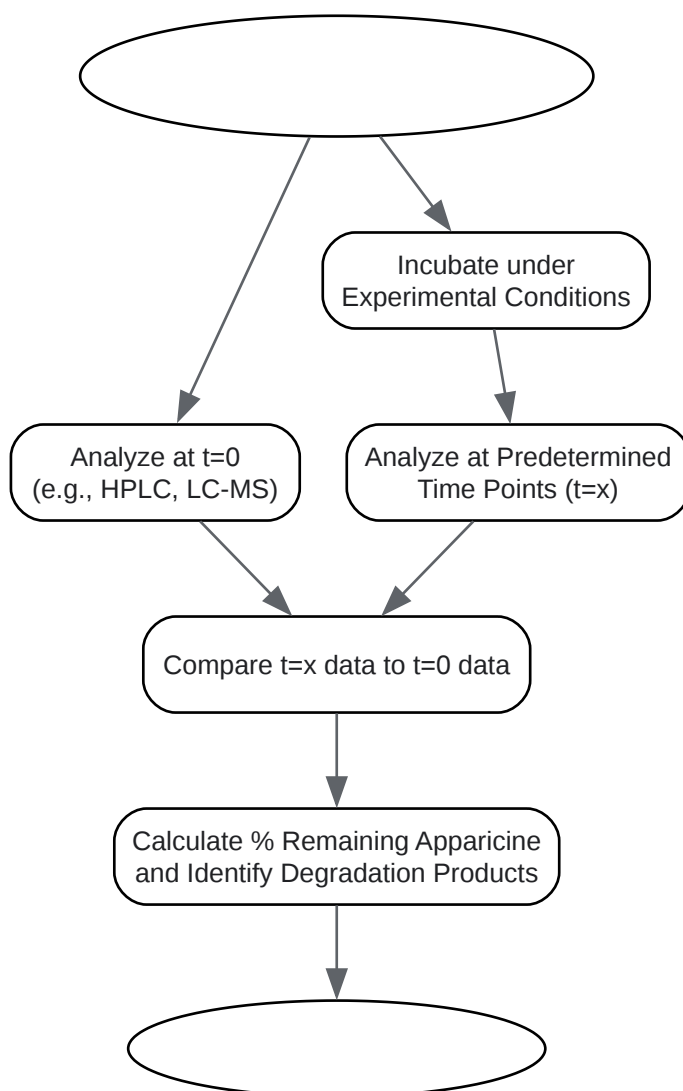 Incubate under
Experimental Conditions
Analyze at t=0
(e.g., HPLC, LC-MS)
Analyze at Predetermined
Time Points (t=x)
Compare t=x data to t=0 data
Calculate % Remaining Apparicine
and Identify Degradation Products